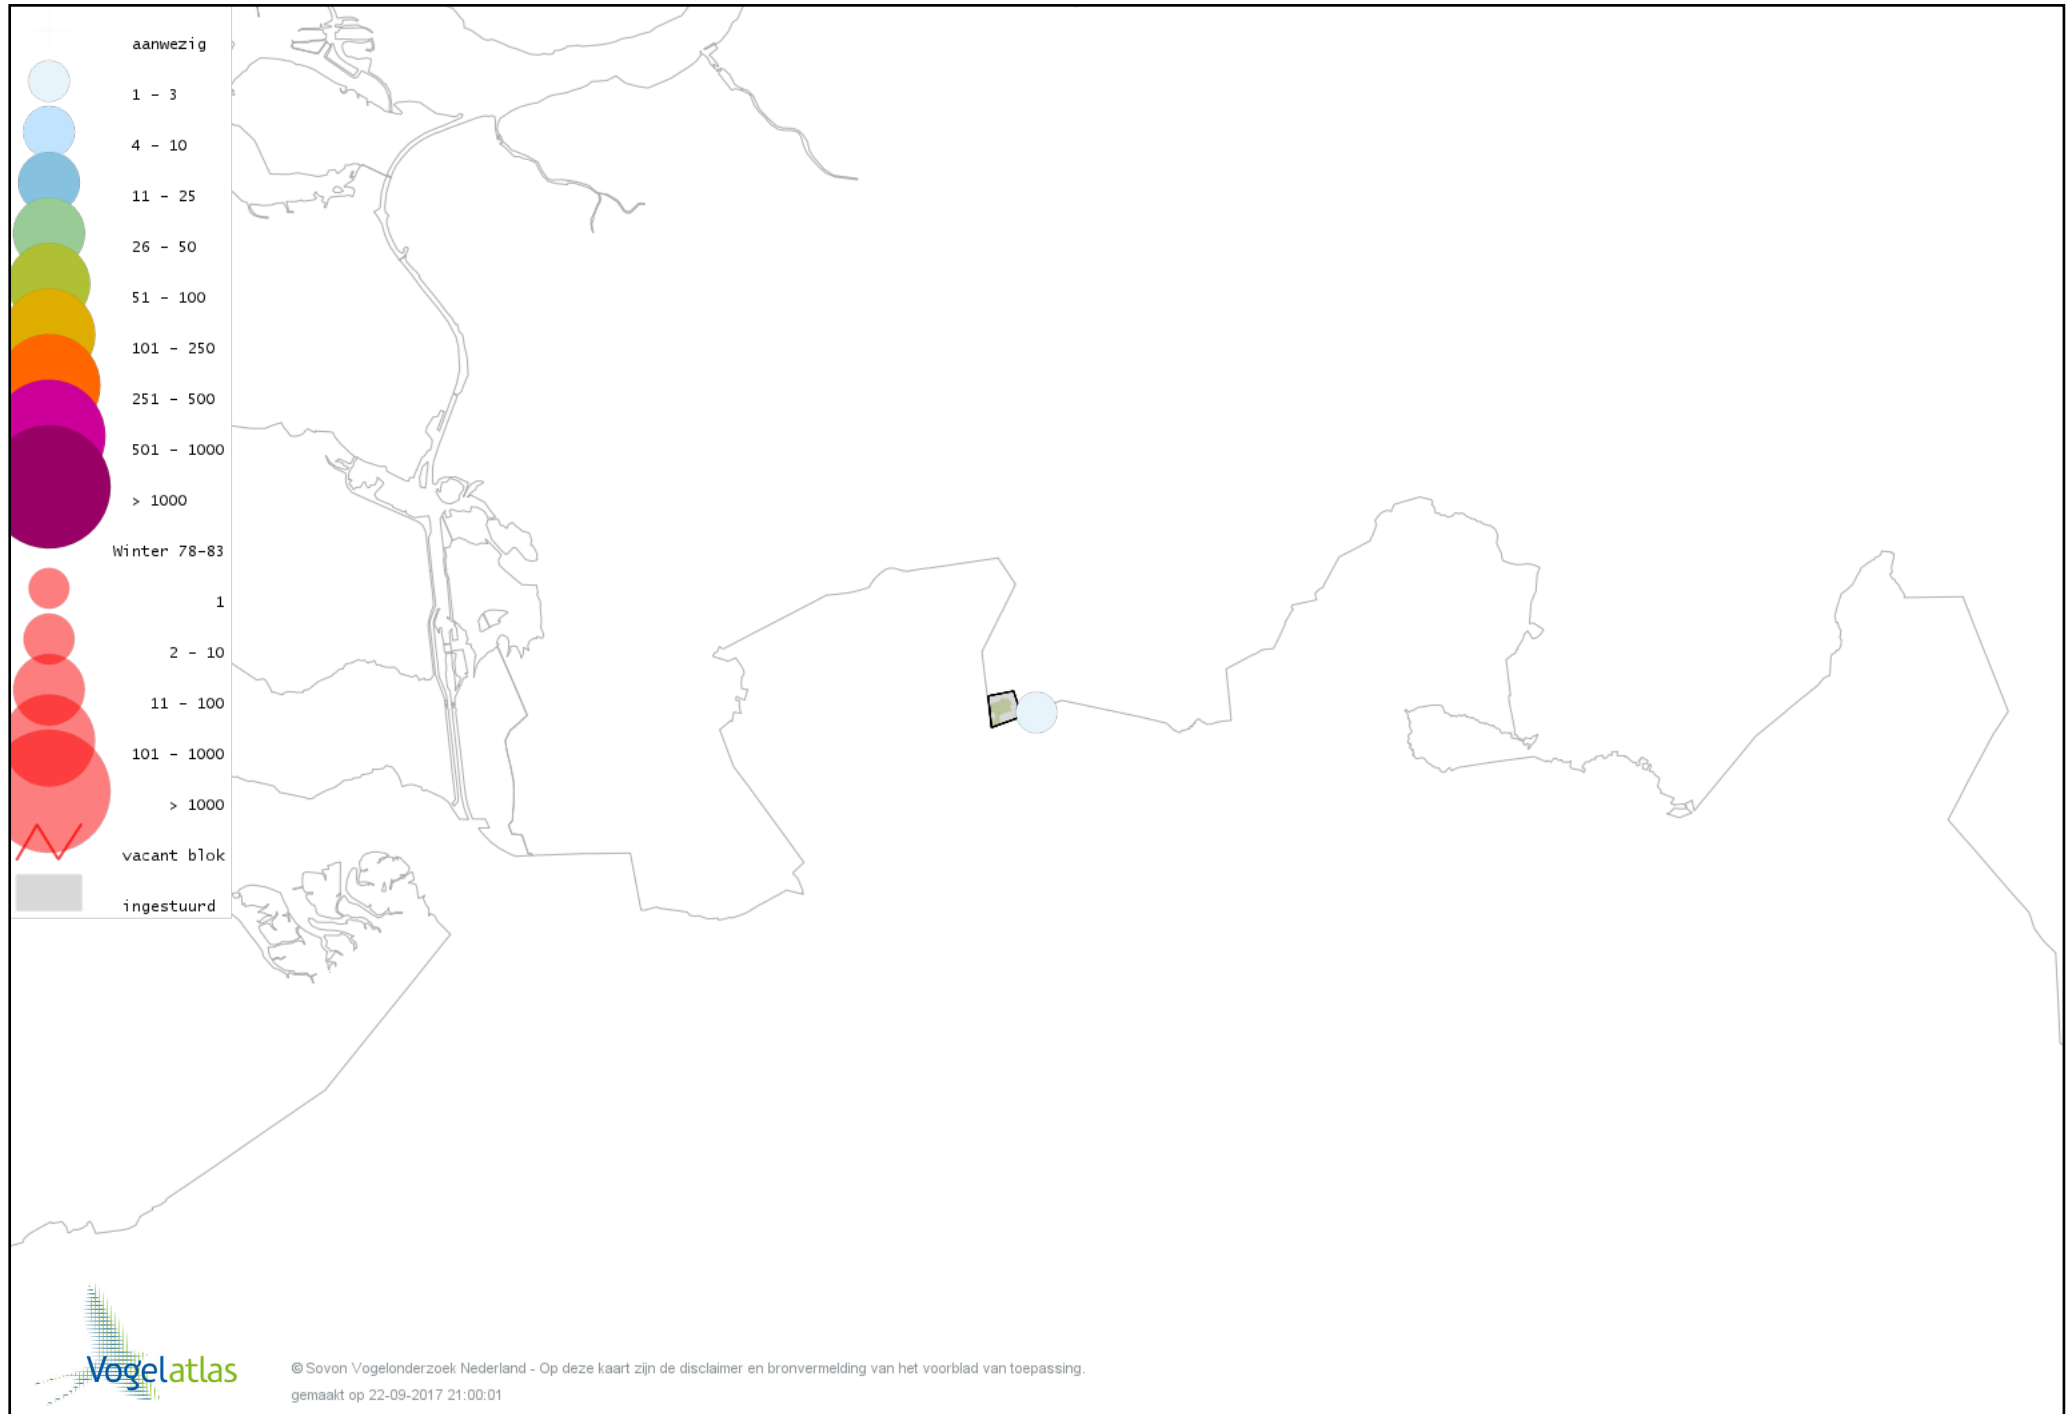 aanwezig
1 - 3
4 - 10
11 - 25
26 - 50
51 - 100
101 - 250
251 - 500
501 - 1000
> 1000
Winter 78-83
1
2 - 10
11 - 100
101 - 1000
> 1000
vacant blok
ingestuurd
Vogelatlas
© Sovon Vogelonderzoek Nederland - Op deze kaart zijn de disclaimer en bronvermelding van het voorblad van toepassing.
gemaakt op 22-09-2017 21:00:01